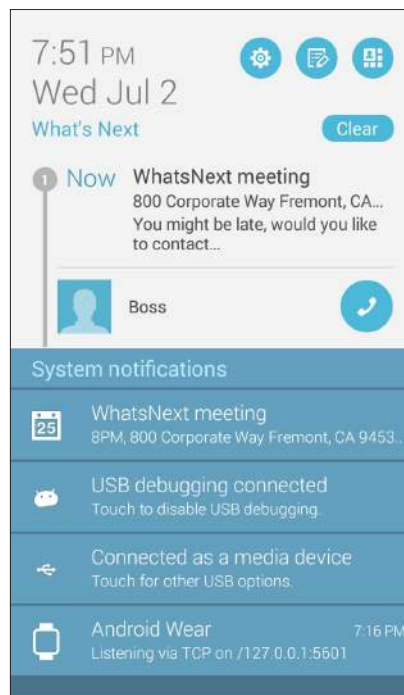 7:51 PM
Wed Jul 2
What's Next
Clear
1
Now
WhatsNext meeting
800 Corporate Way Fremont, CA...
You might be late, would you like
to contact...
Boss
System notifications
25
WhatsNext meeting
8PM, 800 Corporate Way Fremont, CA 9453..
USB debugging connected
Touch to disable USB debugging.
Connected as a media device
Touch for other USB options.
Android Wear 7:16 PM
Listening via TCP on /127.0.0.1:5601